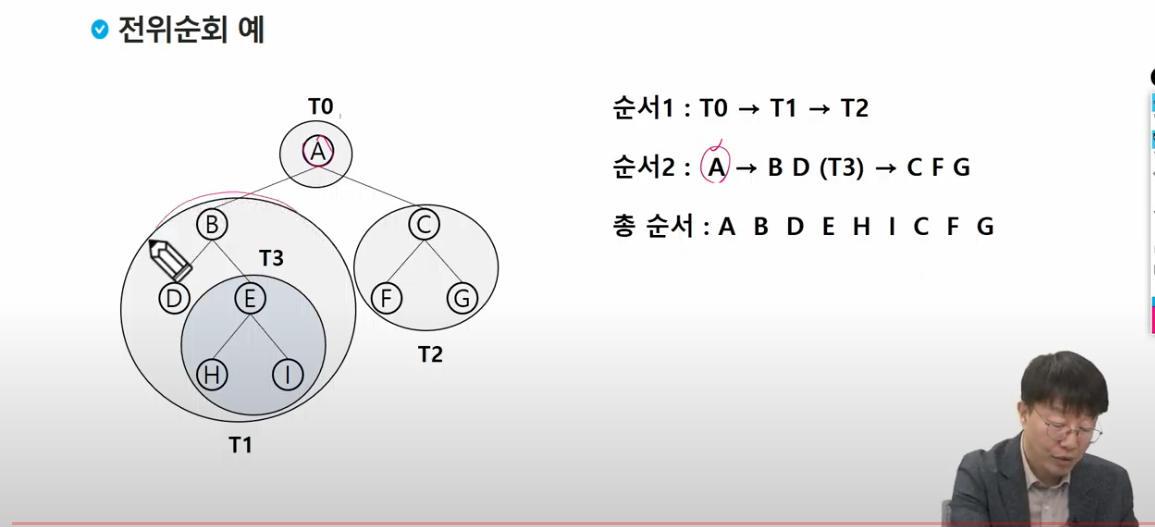 전위순회 예
T0
A
B
C
T3
D
E
F
G
H
I
T2
T1
순서1 : T0 → T1 → T2
순서2 : A → B D (T3) → C F G
총 순서 : A B D E H I C F G